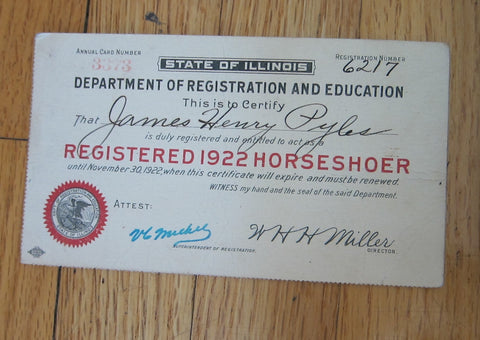 ANNUAL CARD NUMBER
3373
STATE OF ILLINOIS
REGISTRATION NUMBER
6217
DEPARTMENT OF REGISTRATION AND EDUCATION
This is to Certify
That James Henry Pyles
is duly registered and entitled to act as a
REGISTERED 1922 HORSESHOER
until November 30, 1922, when this certificate will expire and must be renewed.
WITNESS my hand and the seal of the said Department.
ATTEST:
W H H Miller
SUPERINTENDENT OF REGISTRATION.
DIRECTOR.